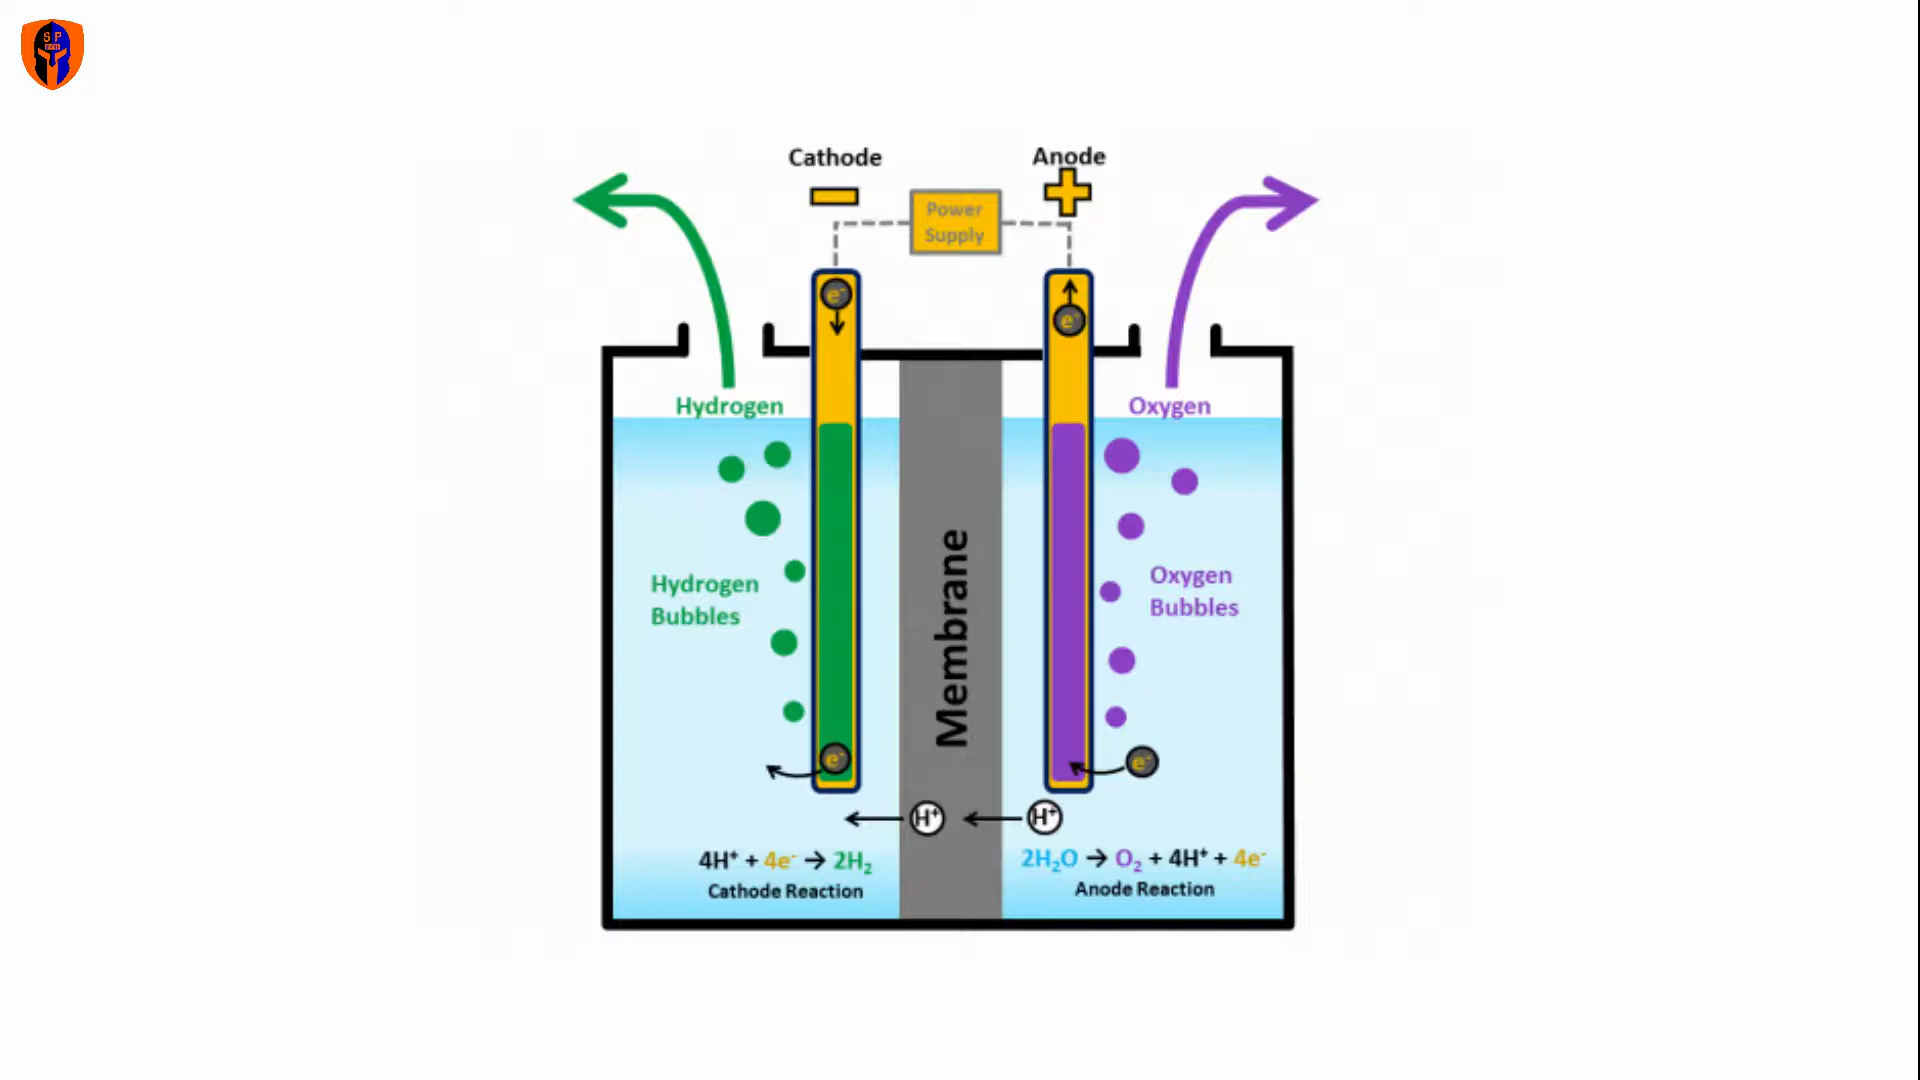 S P
Cathode
Anode
Power
Supply
e⁻
e⁻
Hydrogen
Oxygen
Hydrogen
Bubbles
Oxygen
Bubbles
Membrane
e⁻
e⁻
H⁺
H⁺
4H⁺ + 4e⁻ → 2H₂
Cathode Reaction
2H₂O → O₂ + 4H⁺ + 4e⁻
Anode Reaction